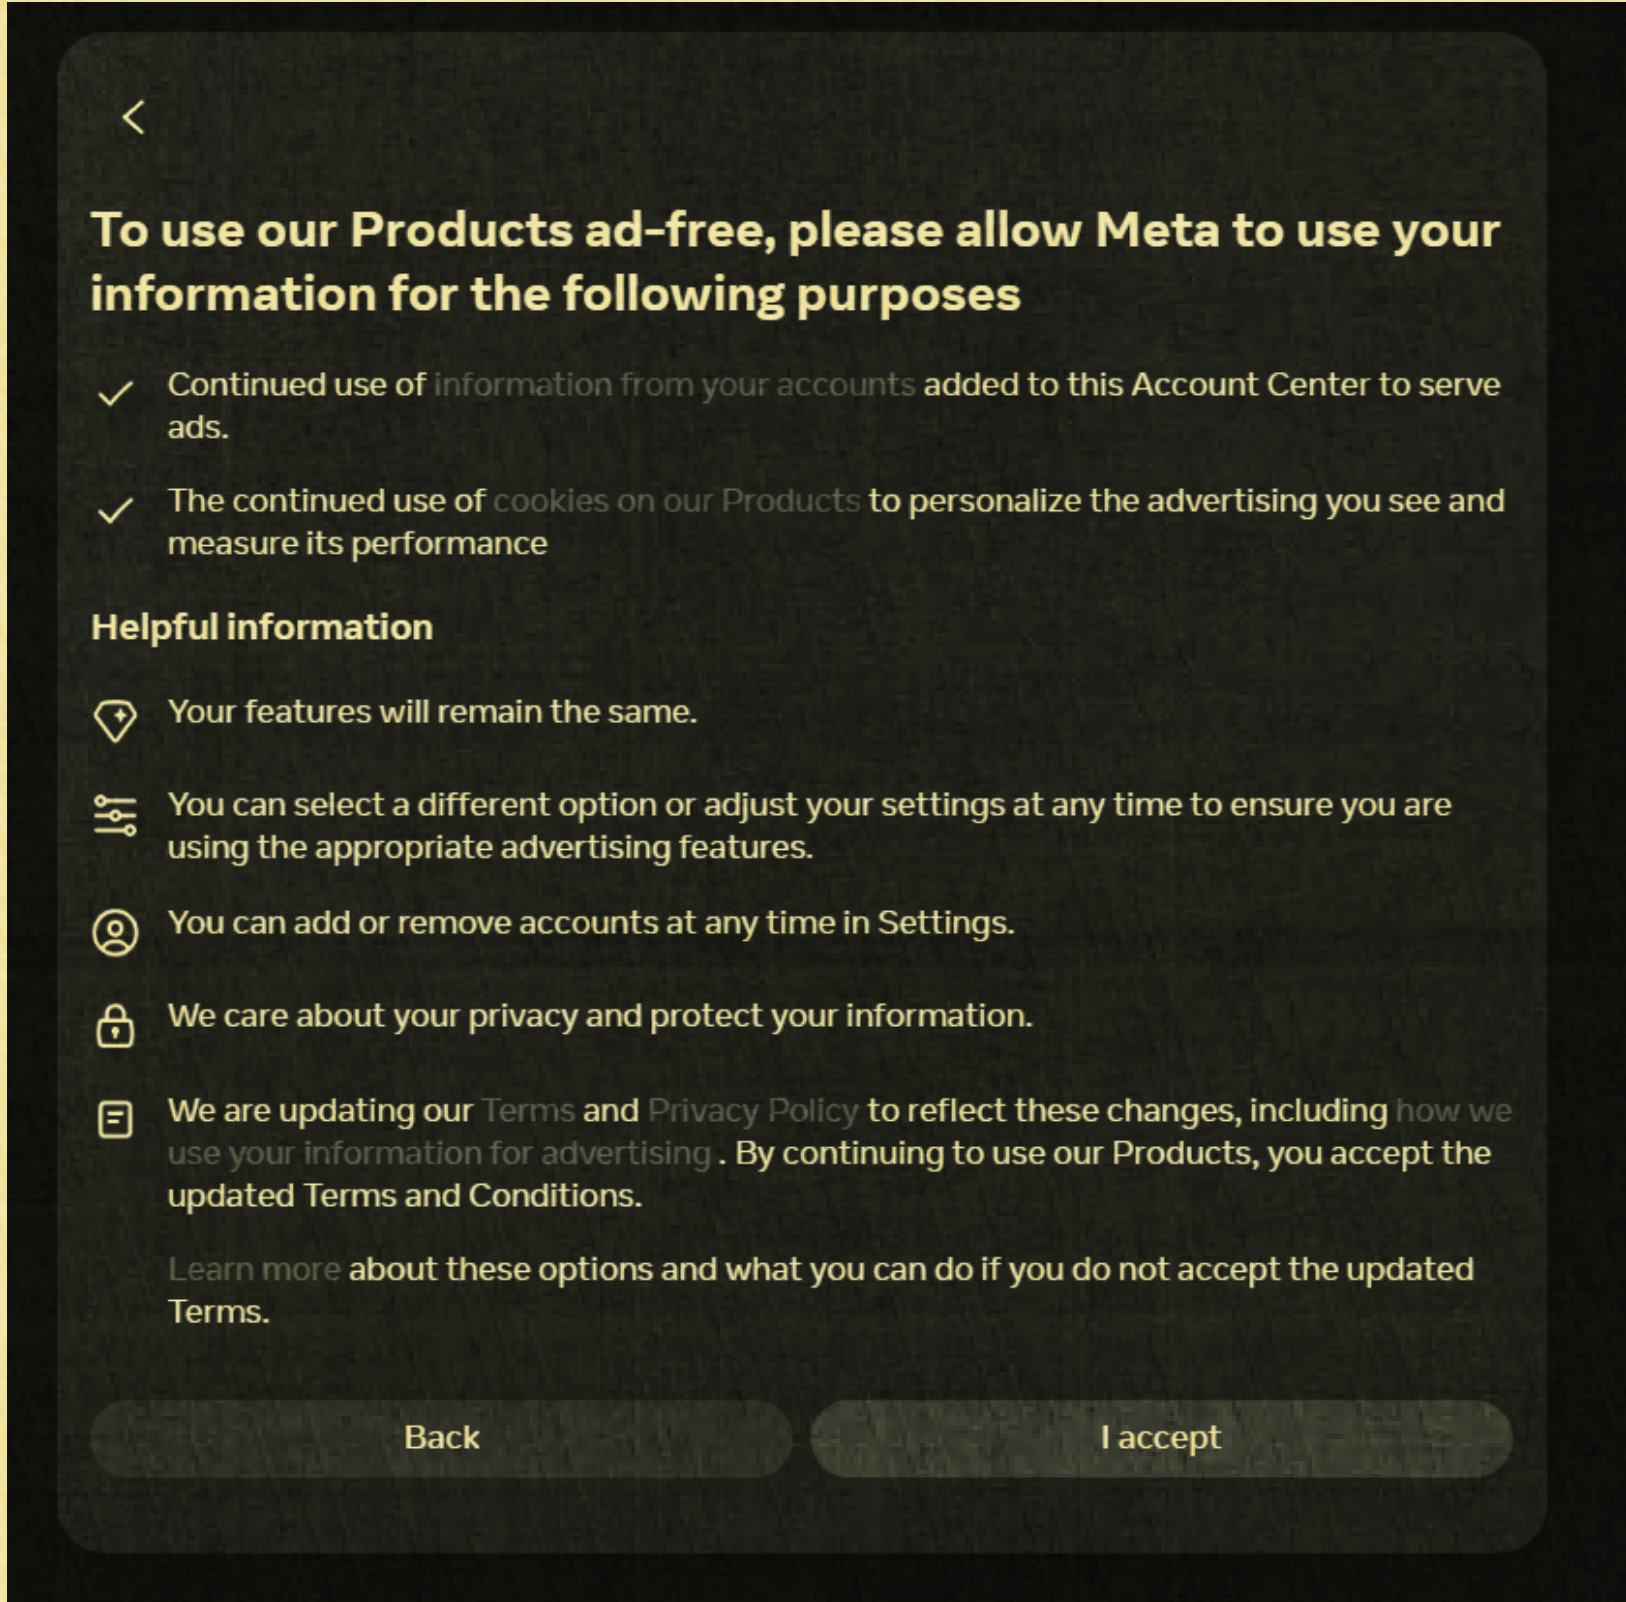 To use our Products ad-free, please allow Meta to use your
information for the following purposes
Continued use of information from your accounts added to this Account Center to serve
ads.
The continued use of cookies on our Products to personalize the advertising you see and
measure its performance
Helpful information
Your features will remain the same.
You can select a different option or adjust your settings at any time to ensure you are
using the appropriate advertising features.
You can add or remove accounts at any time in Settings.
We care about your privacy and protect your information.
We are updating our Terms and Privacy Policy to reflect these changes, including how we
use your information for advertising . By continuing to use our Products, you accept the
updated Terms and Conditions.
Learn more about these options and what you can do if you do not accept the updated
Terms.
Back
I accept